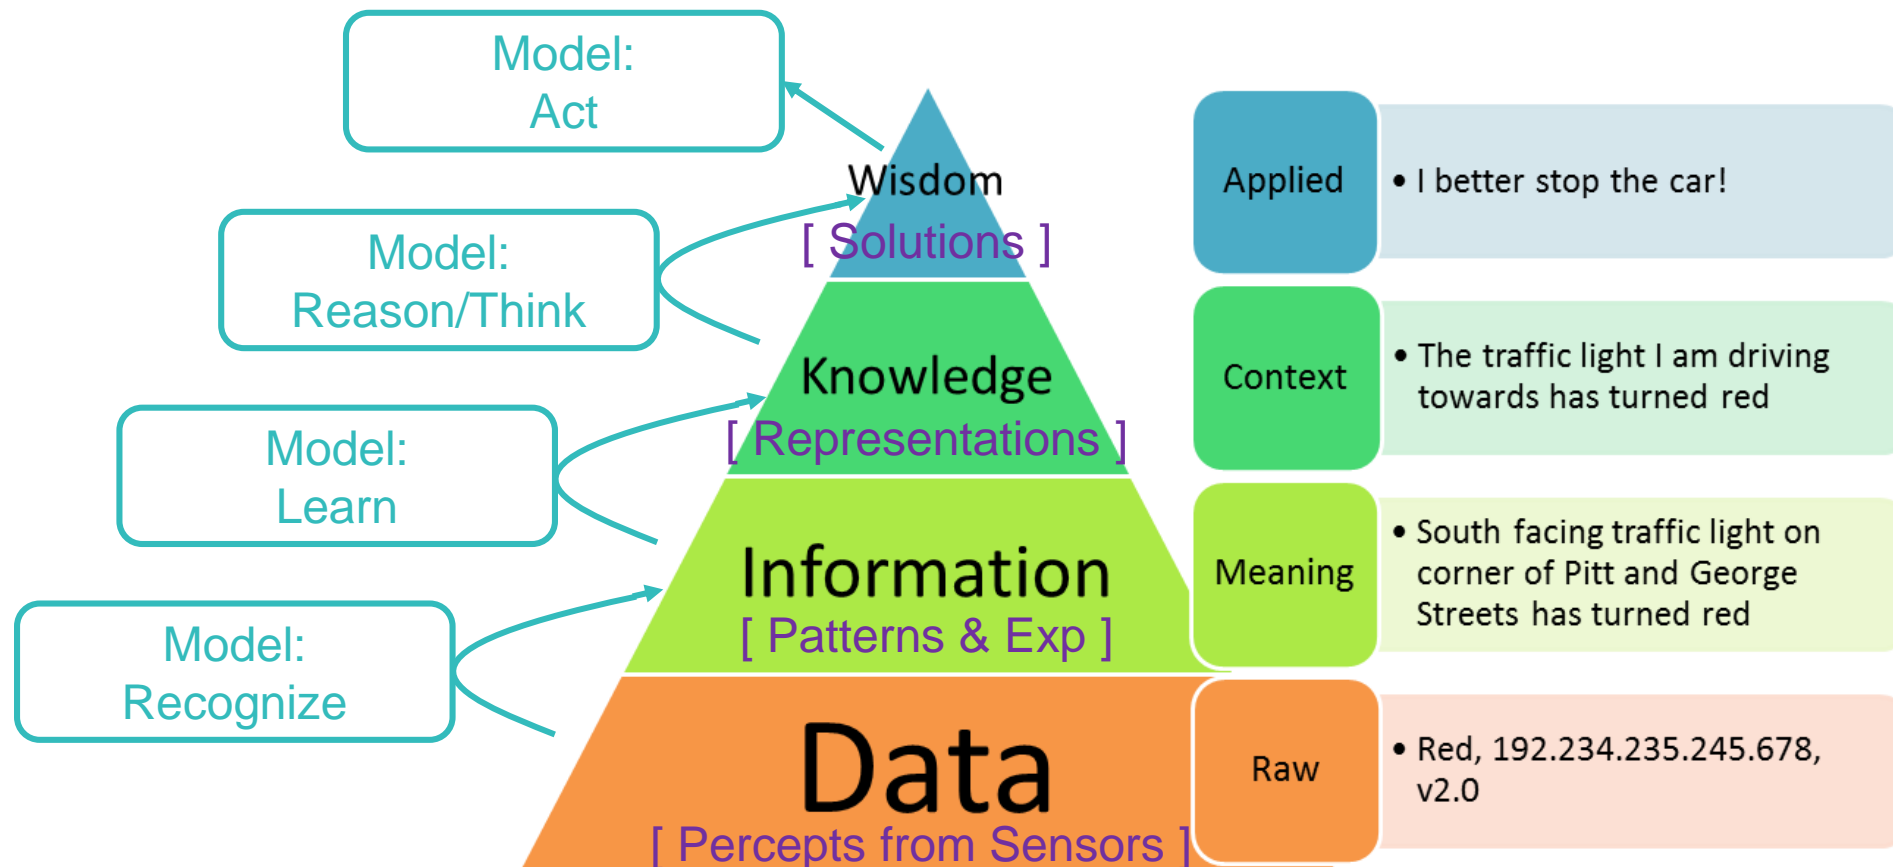 Model:
Act
Model:
Reason/Think
Model:
Learn
Model:
Recognize
Wisdom
[ Solutions ]
Knowledge
[ Representations ]
Information
[ Patterns & Exp ]
Data
[ Percepts from Sensors ]
Applied
• I better stop the car!
Context
• The traffic light I am driving
towards has turned red
Meaning
• South facing traffic light on
corner of Pitt and George
Streets has turned red
Raw
• Red, 192.234.235.245.678,
v2.0